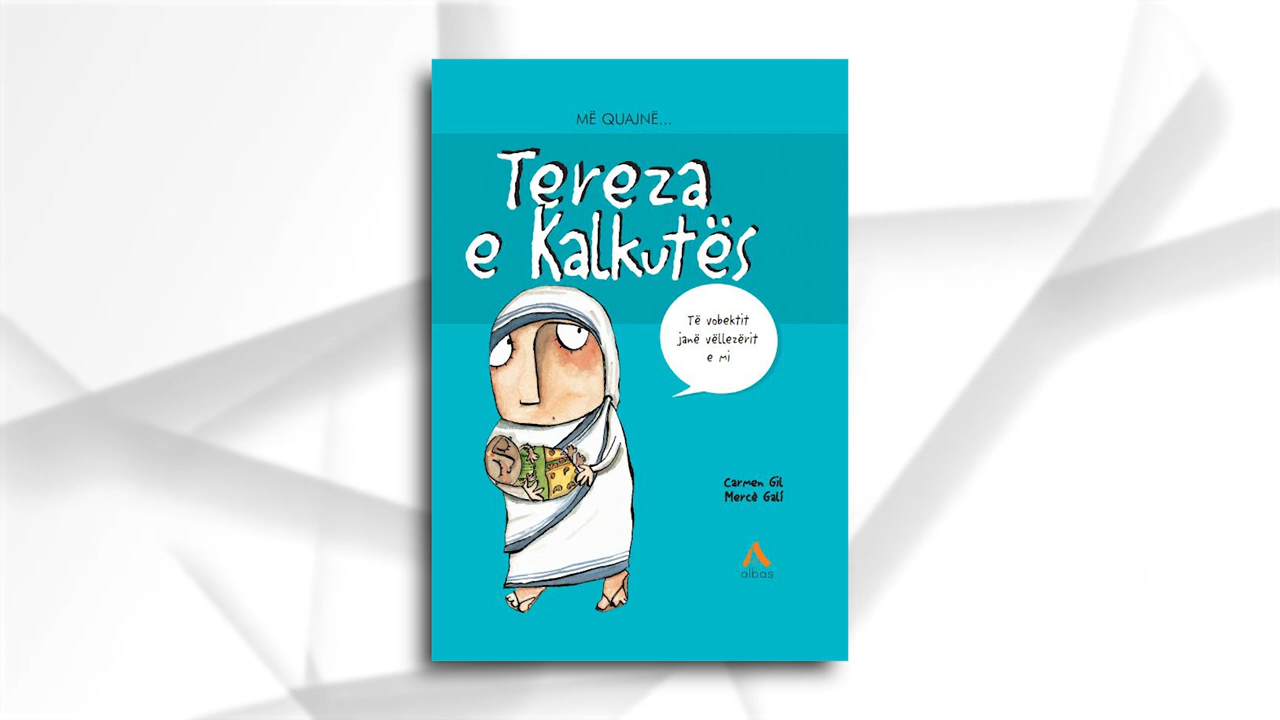 MË QUAJNË...
Tereza
e Kalkutës
Të vobektit
janë vëllezërit
e mi
Carmen Gil
Mercè Galí
albas